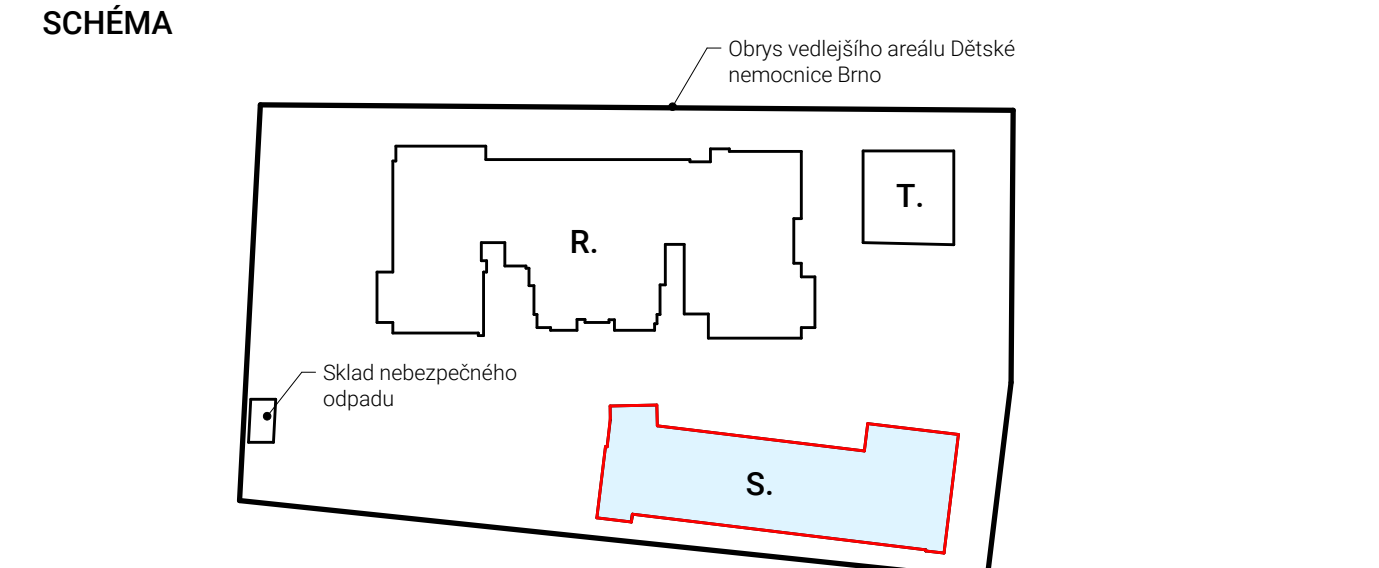 SCHÉMA
Obrys vedlejšího areálu Dětské
nemocnice Brno
T.
R.
Sklad nebezpečného
odpadu
S.